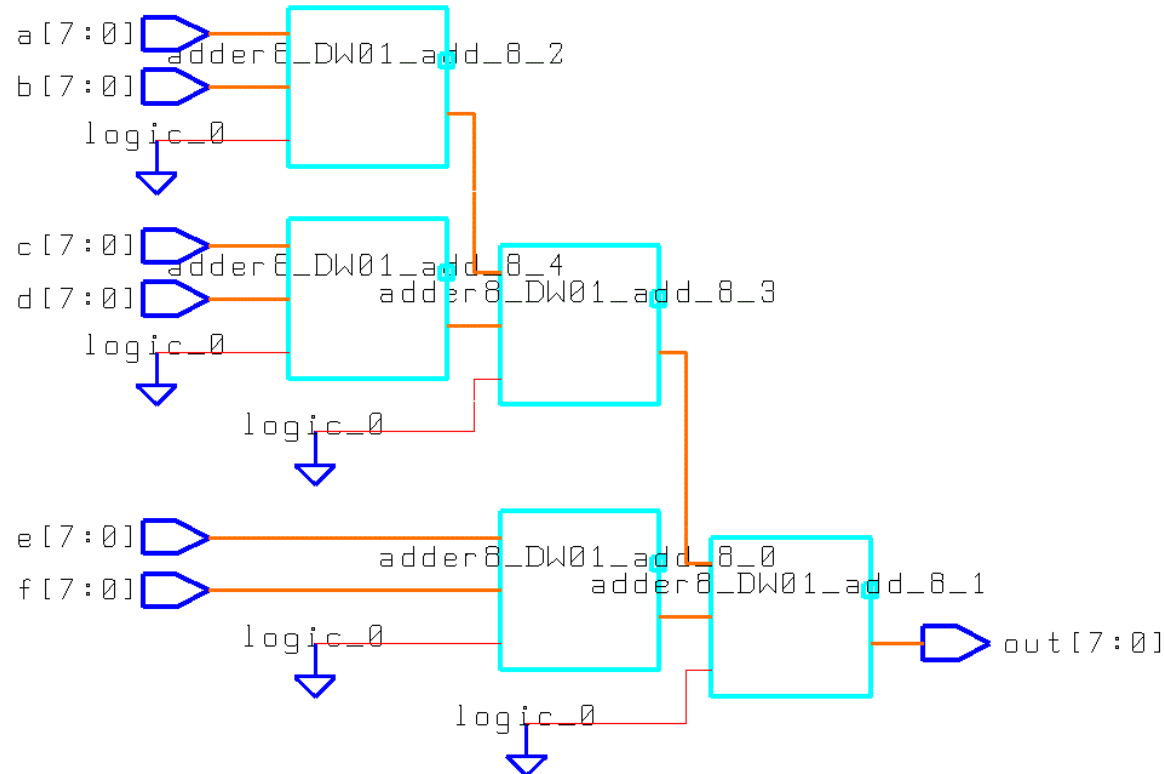 a[7:0]
adder8_DW01_add_8_2
b[7:0]
logic_0
c[7:0]
adder8_DW01_add_8_4
d[7:0]
adder8_DW01_add_8_3
logic_0
logic_0
e[7:0]
adder8_DW01_add_8_0
f[7:0]
adder8_DW01_add_8_1
logic_0
out[7:0]
logic_0